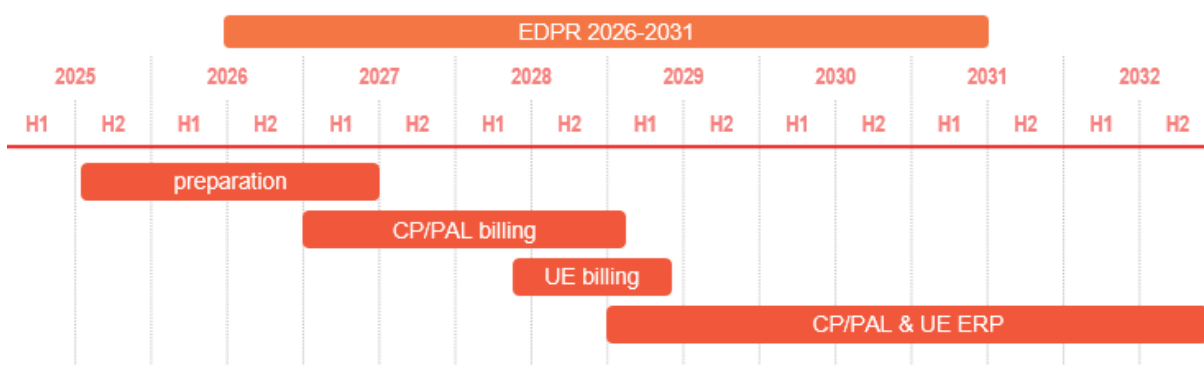 EDPR 2026-2031
2025 2026 2027 2028 2029 2030 2031 2032
H1 H2 H1 H2 H1 H2 H1 H2 H1 H2 H1 H2 H1 H2 H1 H2
preparation
CP/PAL billing
UE billing
CP/PAL & UE ERP